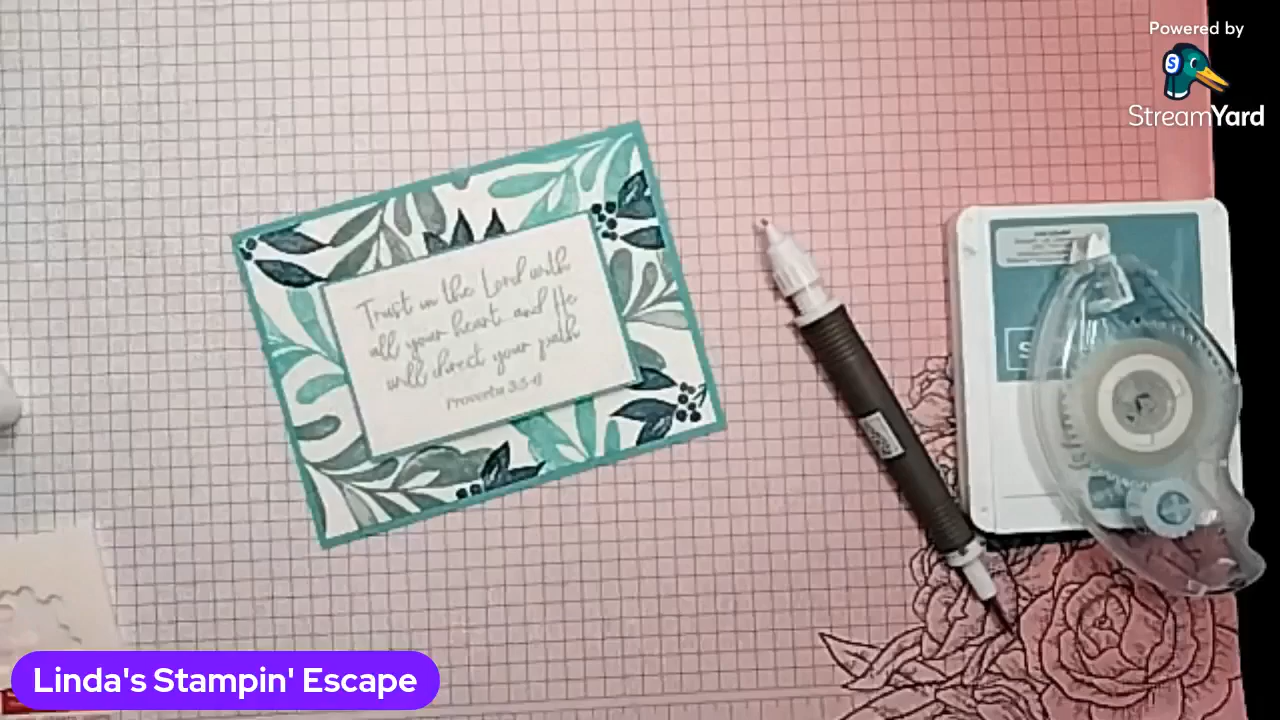 Powered by
StreamYard
Trust in the Lord with
all your heart and He
will direct your path
Proverbs 3:5-6
Linda's Stampin' Escape